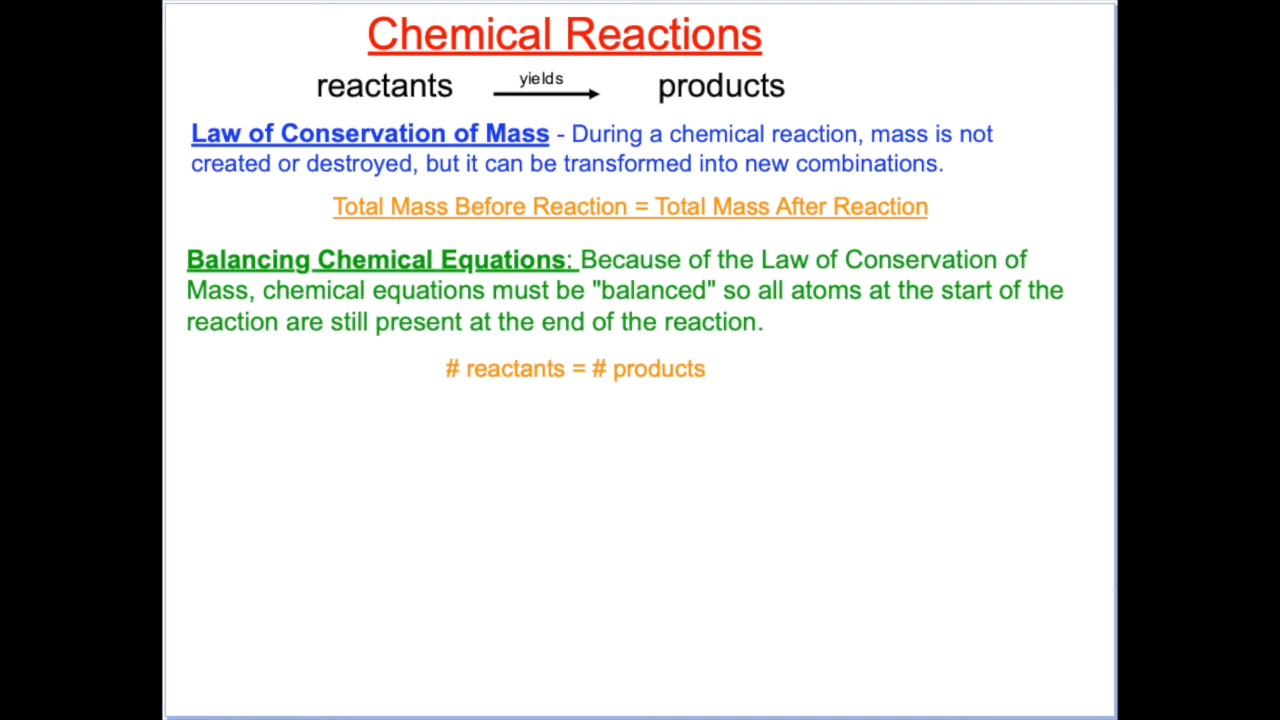 Chemical Reactions
reactants yields products
Law of Conservation of Mass - During a chemical reaction, mass is not
created or destroyed, but it can be transformed into new combinations.
Total Mass Before Reaction = Total Mass After Reaction
Balancing Chemical Equations: Because of the Law of Conservation of
Mass, chemical equations must be "balanced" so all atoms at the start of the
reaction are still present at the end of the reaction.
# reactants = # products